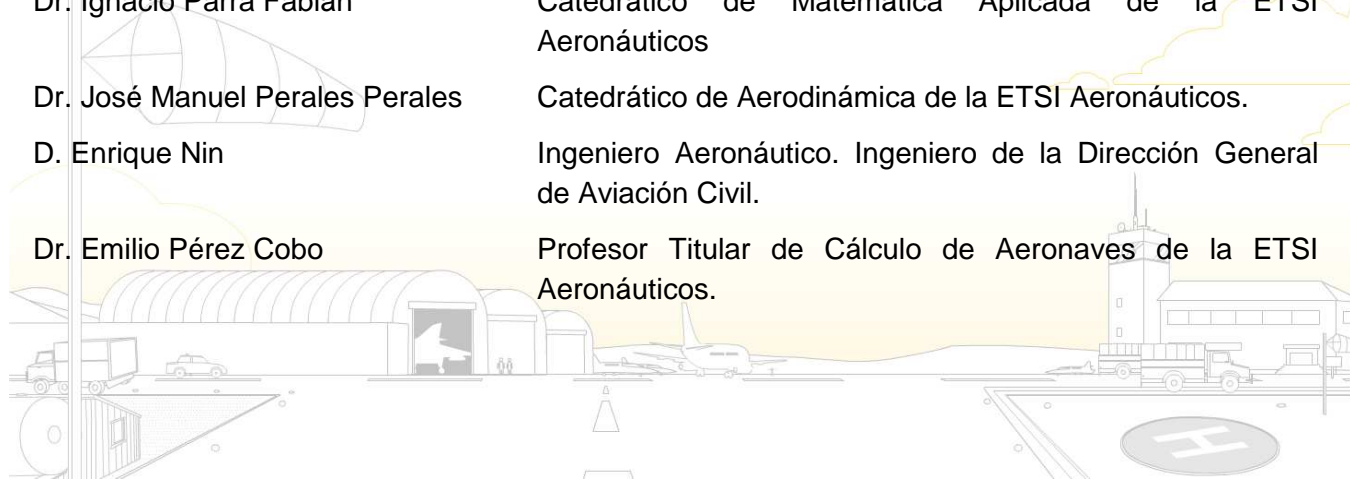 Dr. Ignacio Parra Fabián Catedrático de Matemática Aplicada de la ETSI
Aeronáuticos
Dr. José Manuel Perales Perales Catedrático de Aerodinámica de la ETSI Aeronáuticos.
D. Enrique Nin Ingeniero Aeronáutico. Ingeniero de la Dirección General
de Aviación Civil.
Dr. Emilio Pérez Cobo Profesor Titular de Cálculo de Aeronaves de la ETSI
Aeronáuticos.
H